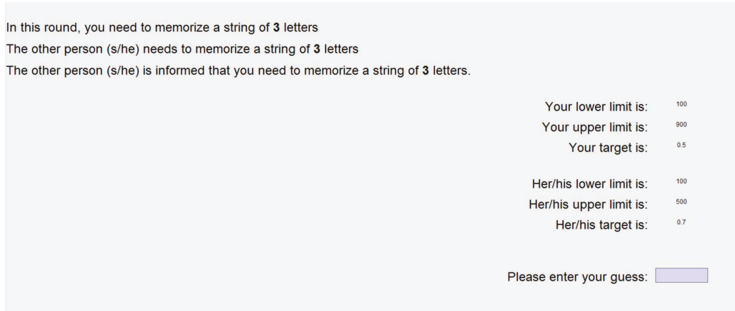 In this round, you need to memorize a string of 3 letters
The other person (s/he) needs to memorize a string of 3 letters
The other person (s/he) is informed that you need to memorize a string of 3 letters.
Your lower limit is: 100
Your upper limit is: 900
Your target is: 0.5
Her/his lower limit is: 100
Her/his upper limit is: 500
Her/his target is: 0.7
Please enter your guess: